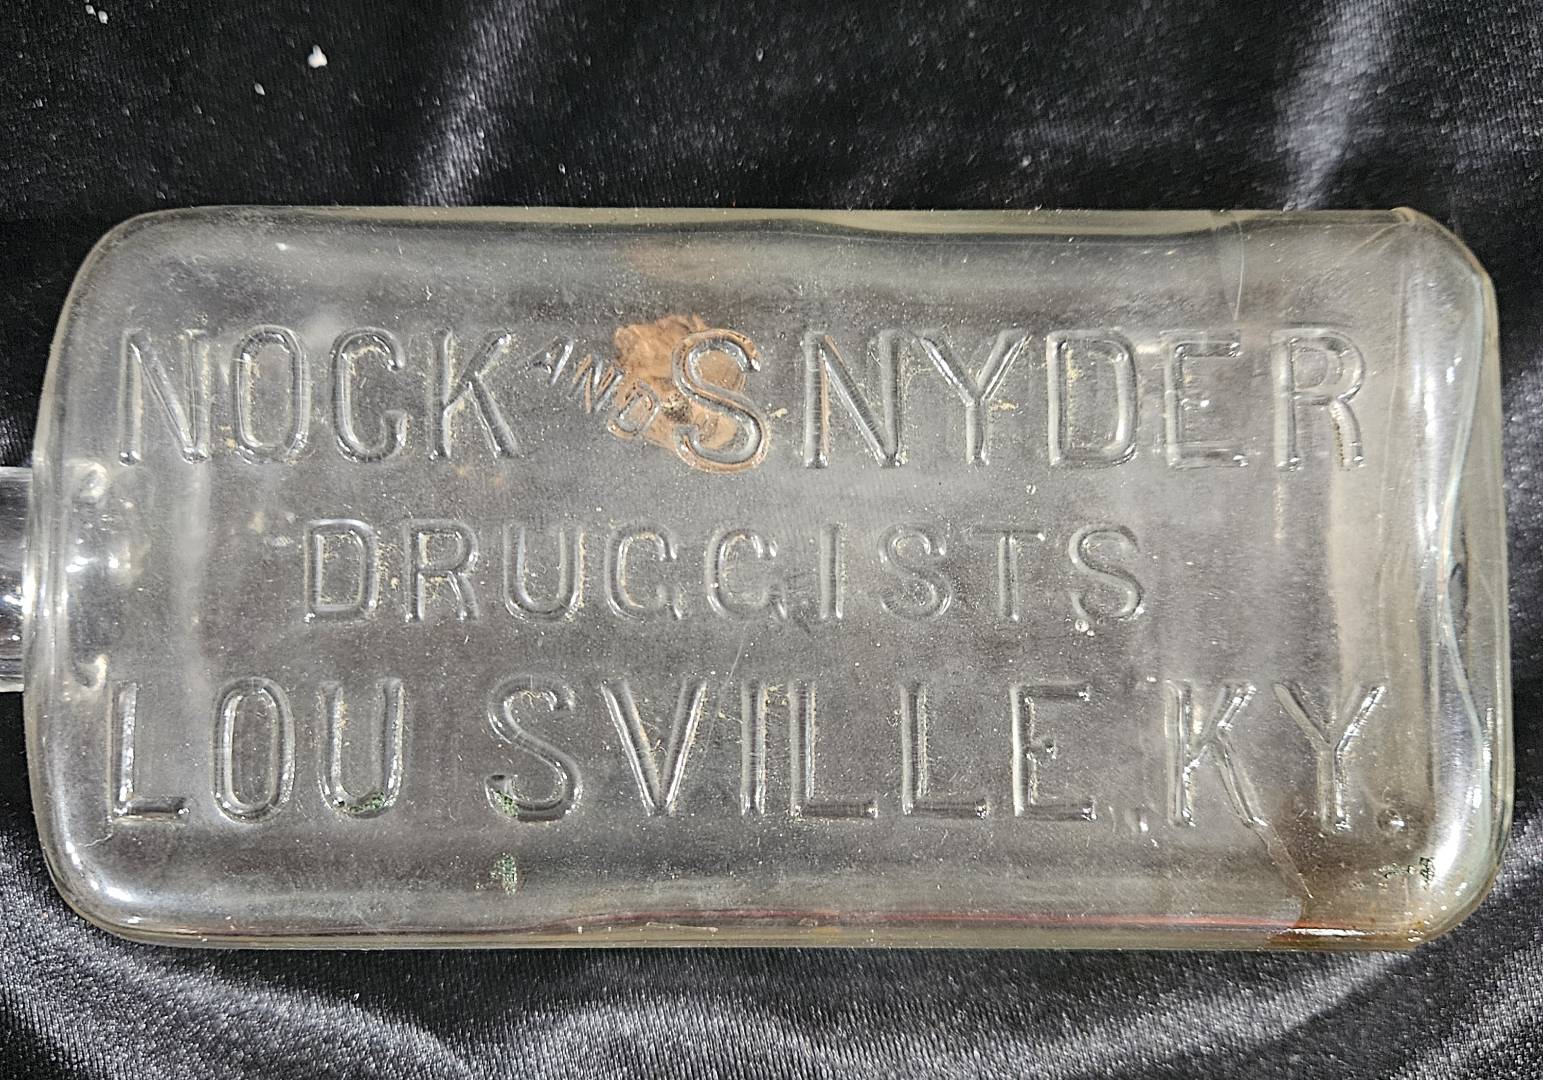 NOCK AND SNYDER
DRUGGISTS
LOU SVILLE, KY.